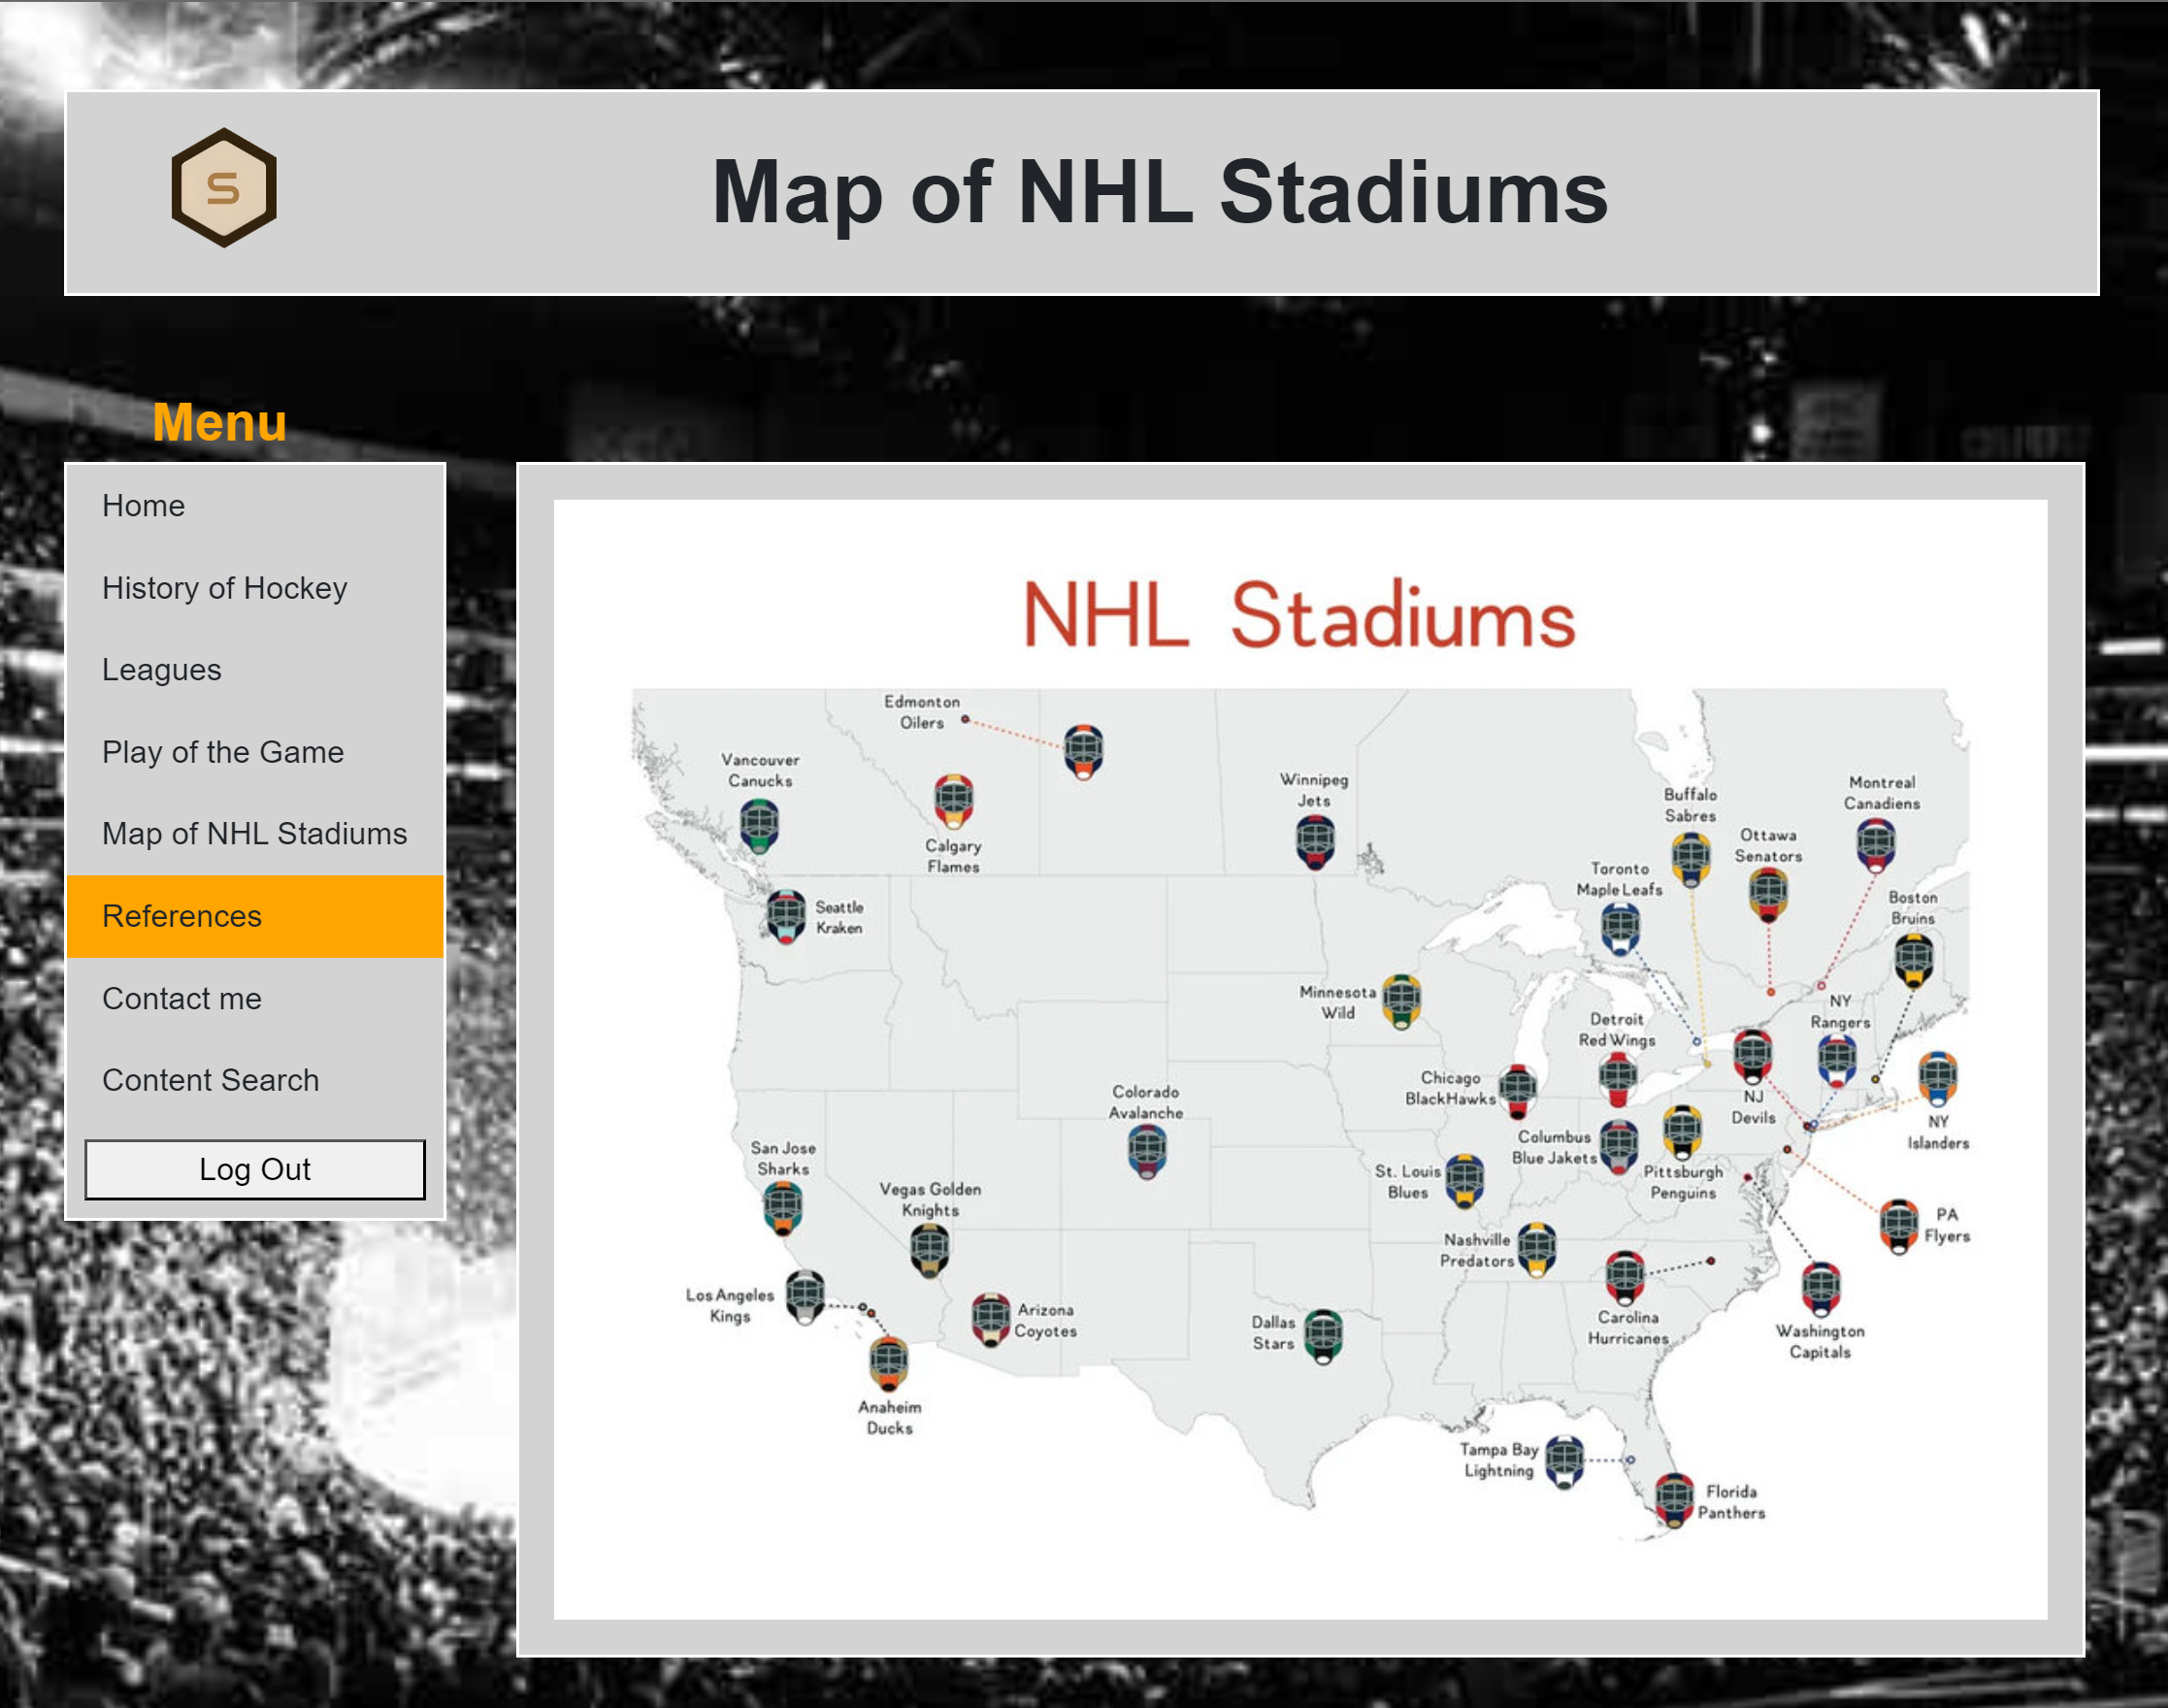 S
Map of NHL Stadiums
Menu
Home
History of Hockey
Leagues
Play of the Game
Map of NHL Stadiums
References
Contact me
Content Search
Log Out
NHL Stadiums
Edmonton
Oilers
Vancouver
Canucks
Calgary
Flames
Winnipeg
Jets
Buffalo
Sabres
Montreal
Canadiens
Ottawa
Senators
Toronto
Maple Leafs
Boston
Bruins
Seattle
Kraken
Minnesota
Wild
NY
Rangers
Detroit
Red Wings
Chicago
BlackHawks
NJ
Devils
NY
Islanders
Colorado
Avalanche
Columbus
Blue Jakets
Pittsburgh
Penguins
San Jose
Sharks
St. Louis
Blues
Vegas Golden
Knights
PA
Flyers
Nashville
Predators
Los Angeles
Kings
Arizona
Coyotes
Dallas
Stars
Carolina
Hurricanes
Washington
Capitals
Anaheim
Ducks
Tampa Bay
Lightning
Florida
Panthers